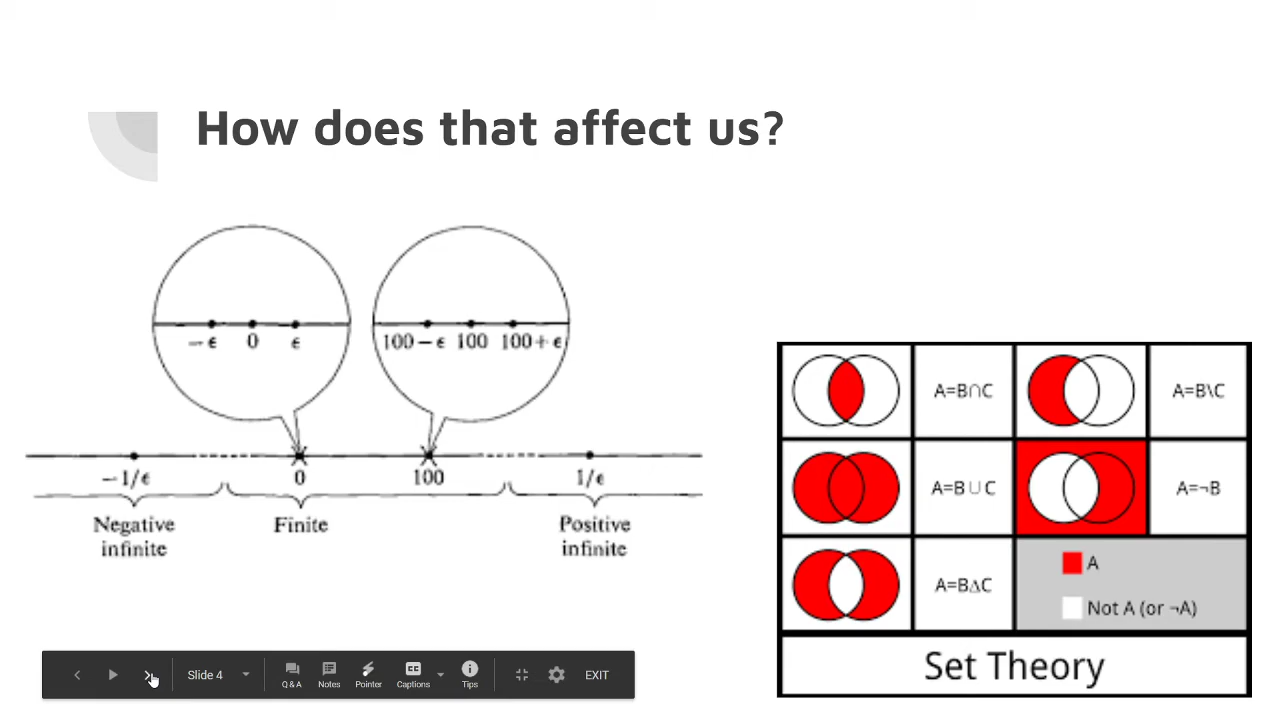 How does that affect us?
−ϵ 0 ϵ
100−ϵ 100 100+ϵ
−1/ϵ 0 100 1/ϵ
Negative
infinite
Finite
Positive
infinite
A=B∩C
A=B\C
A=B∪C
A=¬B
A=B∆C
A
Not A (or ¬A)
Set Theory
Slide 4
Q & A
Notes
Pointer
CC
Captions
Tips
EXIT